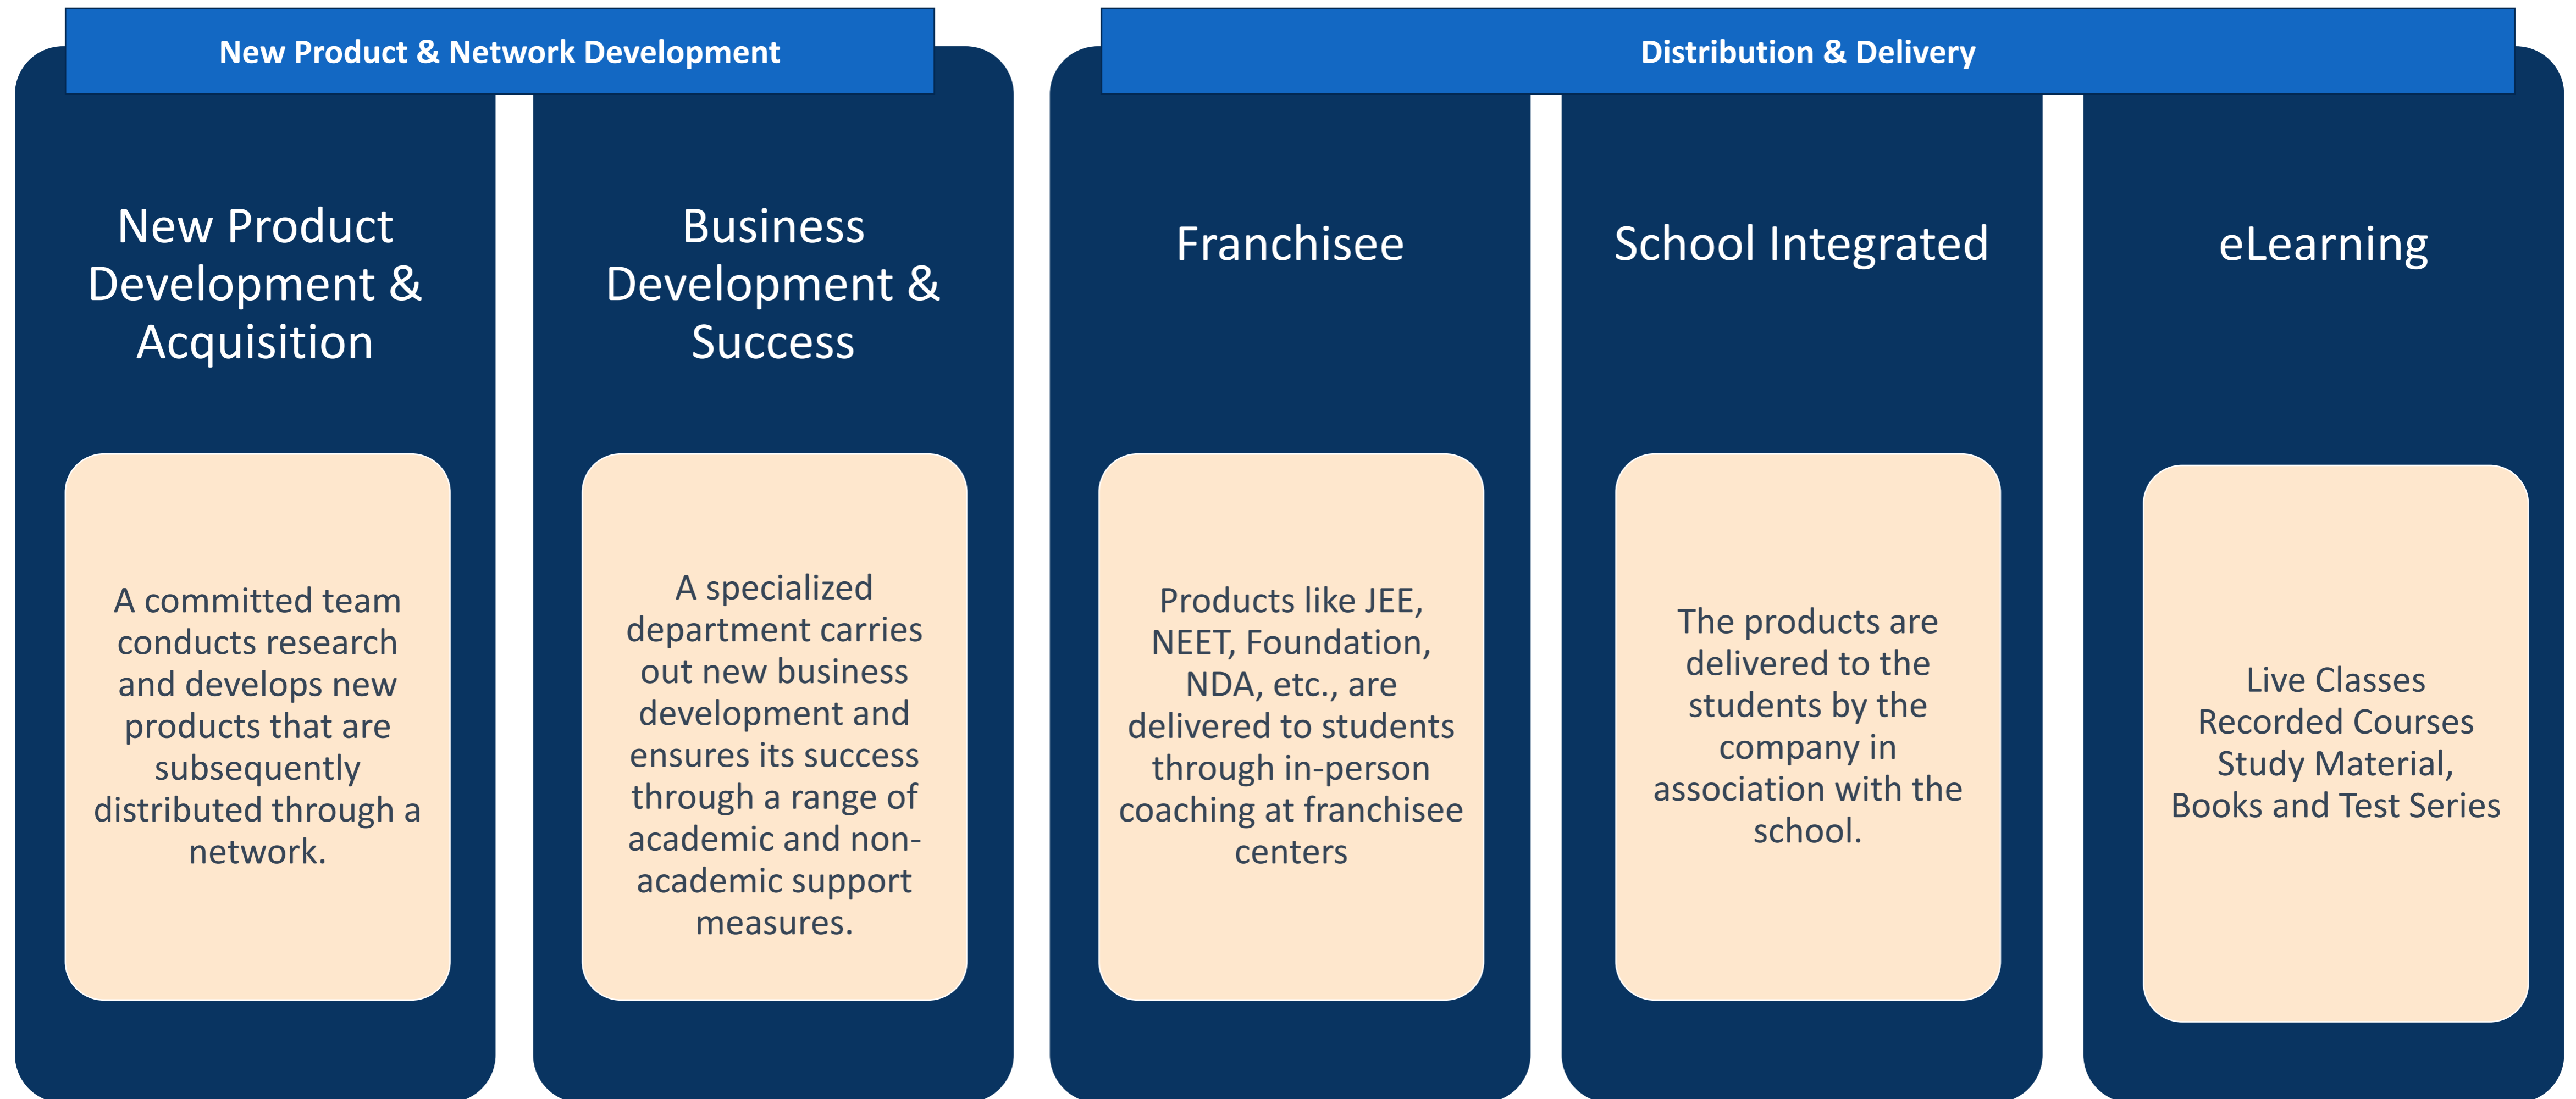 New Product & Network Development
Distribution & Delivery
New Product
Development &
Acquisition
A committed team
conducts research
and develops new
products that are
subsequently
distributed through a
network.
Business
Development &
Success
A specialized
department carries
out new business
development and
ensures its success
through a range of
academic and non-
academic support
measures.
Franchisee
Products like JEE,
NEET, Foundation,
NDA, etc., are
delivered to students
through in-person
coaching at franchisee
centers
School Integrated
The products are
delivered to the
students by the
company in
association with the
school.
eLearning
Live Classes
Recorded Courses
Study Material,
Books and Test Series